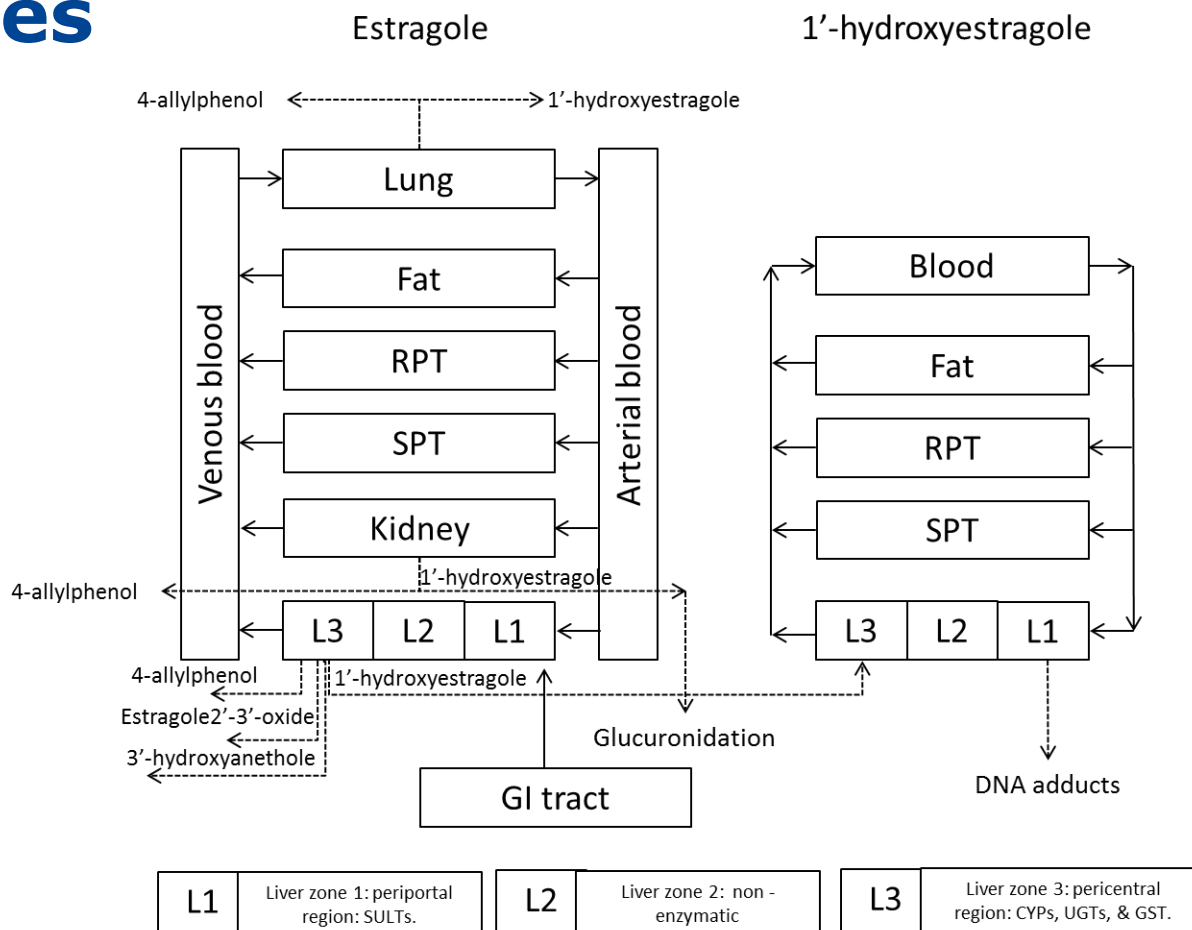 es
Estragole
1’-hydroxyestragole
4-allylphenol
1’-hydroxyestragole
Lung
Fat
RPT
SPT
Kidney
Venous blood
Arterial blood
4-allylphenol
1’-hydroxyestragole
L3
L2
L1
4-allylphenol
1’-hydroxyestragole
Estragole2’-3’-oxide
3’-hydroxyanethole
Glucuronidation
GI tract
Blood
Fat
RPT
SPT
L3
L2
L1
DNA adducts
L1
Liver zone 1: periportal
region: SULTs.
L2
Liver zone 2: non -
enzymatic
L3
Liver zone 3: pericentral
region: CYPs, UGTs, & GST.